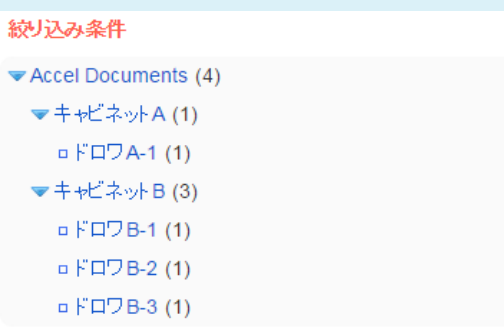 絞り込み条件
Accel Documents (4)
キャビネットA (1)
ドロワA-1 (1)
キャビネットB (3)
ドロワB-1 (1)
ドロワB-2 (1)
ドロワB-3 (1)